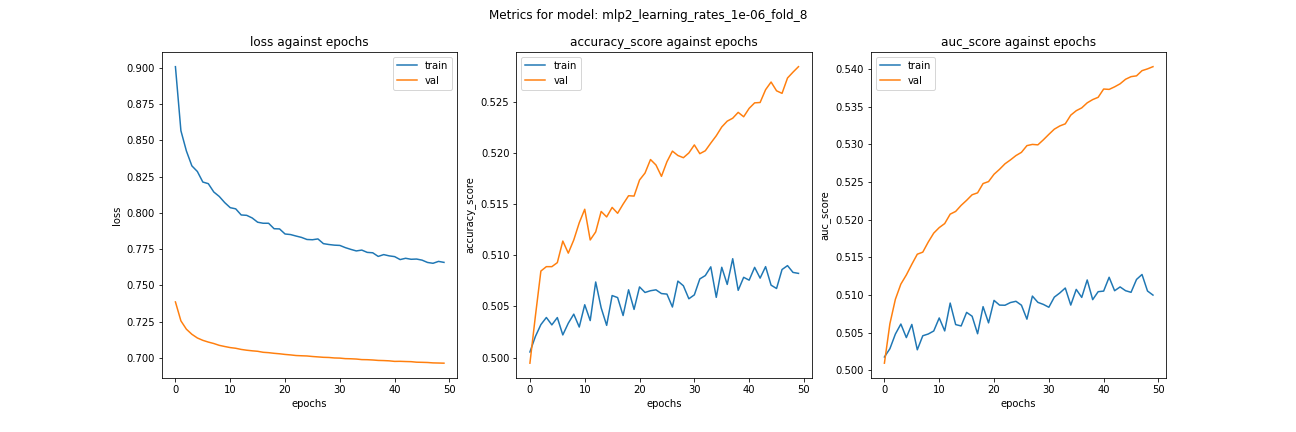 Metrics for model: mlp2_learning_rates_1e-06_fold_8
loss against epochs
train
val
0.900
0.875
0.850
0.825
0.800
0.775
0.750
0.725
0.700
loss
0
10
20
30
40
50
epochs
accuracy_score against epochs
train
val
0.525
0.520
0.515
0.510
0.505
0.500
accuracy_score
0
10
20
30
40
50
epochs
auc_score against epochs
train
val
0.540
0.535
0.530
0.525
0.520
0.515
0.510
0.505
0.500
auc_score
0
10
20
30
40
50
epochs